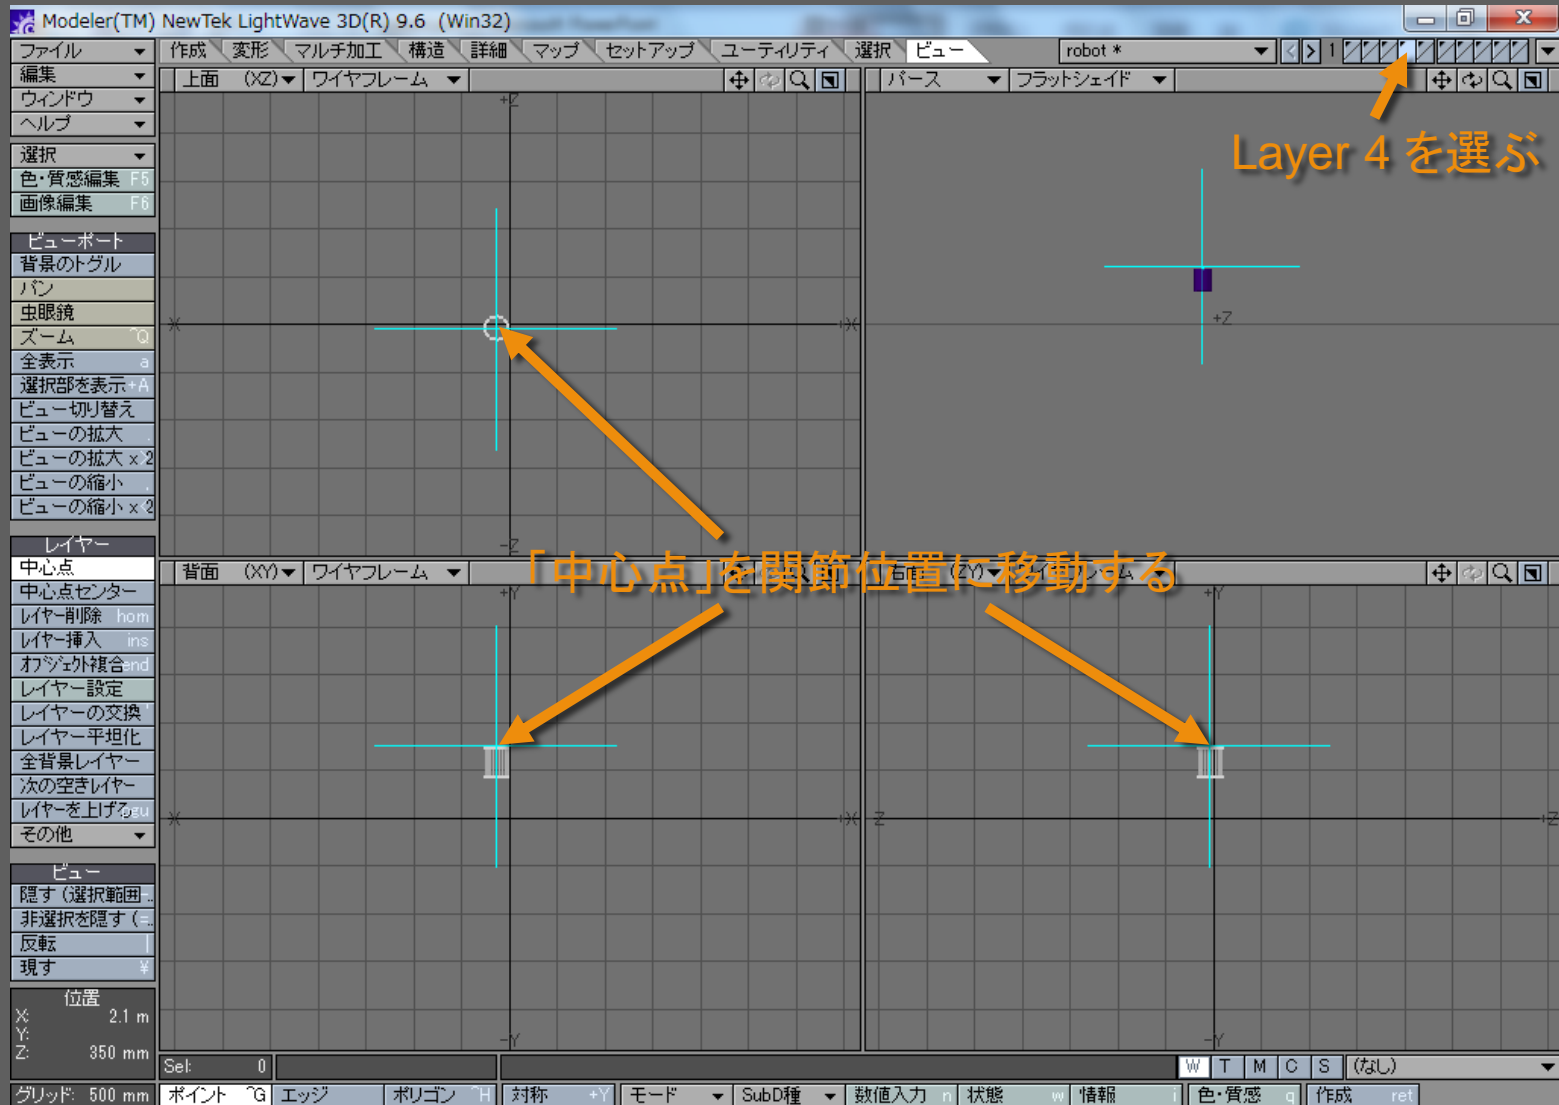 Modeler(TM) NewTek LightWave 3D(R) 9.6 (Win32)
ファイル 作成 変形 マルチ加工 構造 詳細 マップ セットアップ ユーティリティ 選択 ビュー robot * 1
編集 上面 (XZ) ワイヤフレーム パース フラットシェイド
ウィンドウ
ヘルプ
選択
色・質感編集 F5
画像編集 F6
Layer 4 を選ぶ
ビューポート
背景のトグル
パン
虫眼鏡
ズーム ^Q
全表示 a
選択部を表示 +A
ビュー切り替え
ビューの拡大 .
ビューの拡大 x 2
ビューの縮小 ,
ビューの縮小 x 2
+Z
-X
+X
-Z
+Z
レイヤー
中心点
中心点センター
レイヤー削除 hom
レイヤー挿入 ins
オブジェクト複合 end
レイヤー設定
レイヤーの交換 '
レイヤー平坦化
全背景レイヤー
次の空きレイヤー
レイヤーを上げる pgu
その他
背面 (XY) ワイヤフレーム 右面 (ZY)
「中心点」を関節位置に移動する
+Y
-X
+X
-Y
+Y
-Z
+Z
-Y
ビュー
隠す (選択範囲 -..
非選択を隠す (=..
反転 |
現す ¥
位置
X: 2.1 m
Y:
Z: 350 mm
Sel: 0 W T M C S (なし)
グリッド: 500 mm ポイント ^G エッジ ポリゴン ^H 対称 +Y モード SubD種 数値入力 n 状態 w 情報 i 色・質感 q 作成 ret